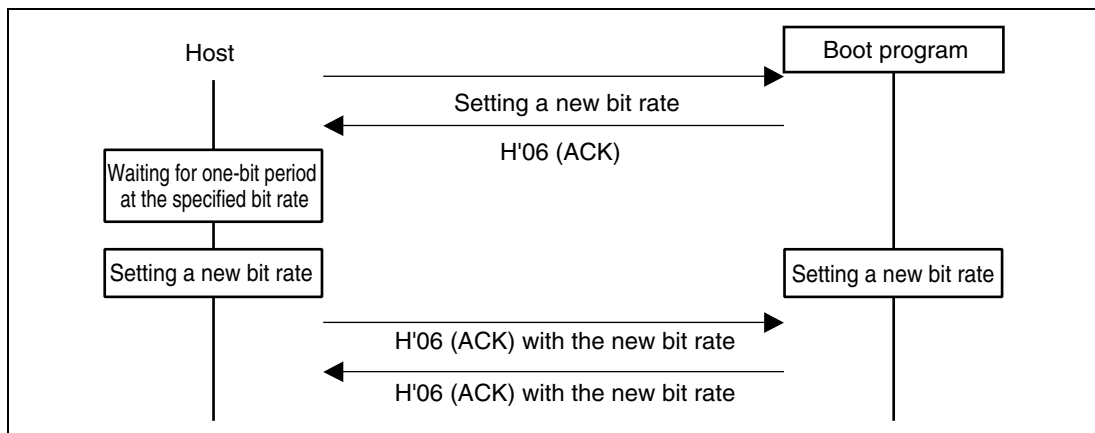 Host
Boot program
Setting a new bit rate
H'06 (ACK)
Waiting for one-bit period
at the specified bit rate
Setting a new bit rate
Setting a new bit rate
H'06 (ACK) with the new bit rate
H'06 (ACK) with the new bit rate